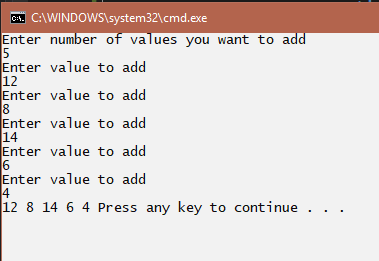 C:\WINDOWS\system32\cmd.exe
Enter number of values you want to add
5
Enter value to add
12
Enter value to add
8
Enter value to add
14
Enter value to add
6
Enter value to add
4
12 8 14 6 4 Press any key to continue . . .